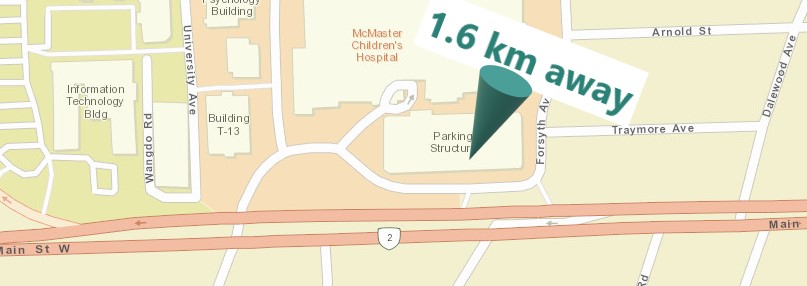 Psychology
Building
McMaster
Children's
Hospital
1.6 km away
Arnold St
Dalewood Ave
University Ave
Information
Technology
Bldg
Building
T-13
Wangdo Rd
Parking
Structure
Forsyth Av
Traymore Ave
Main St W
2
Main
Rd